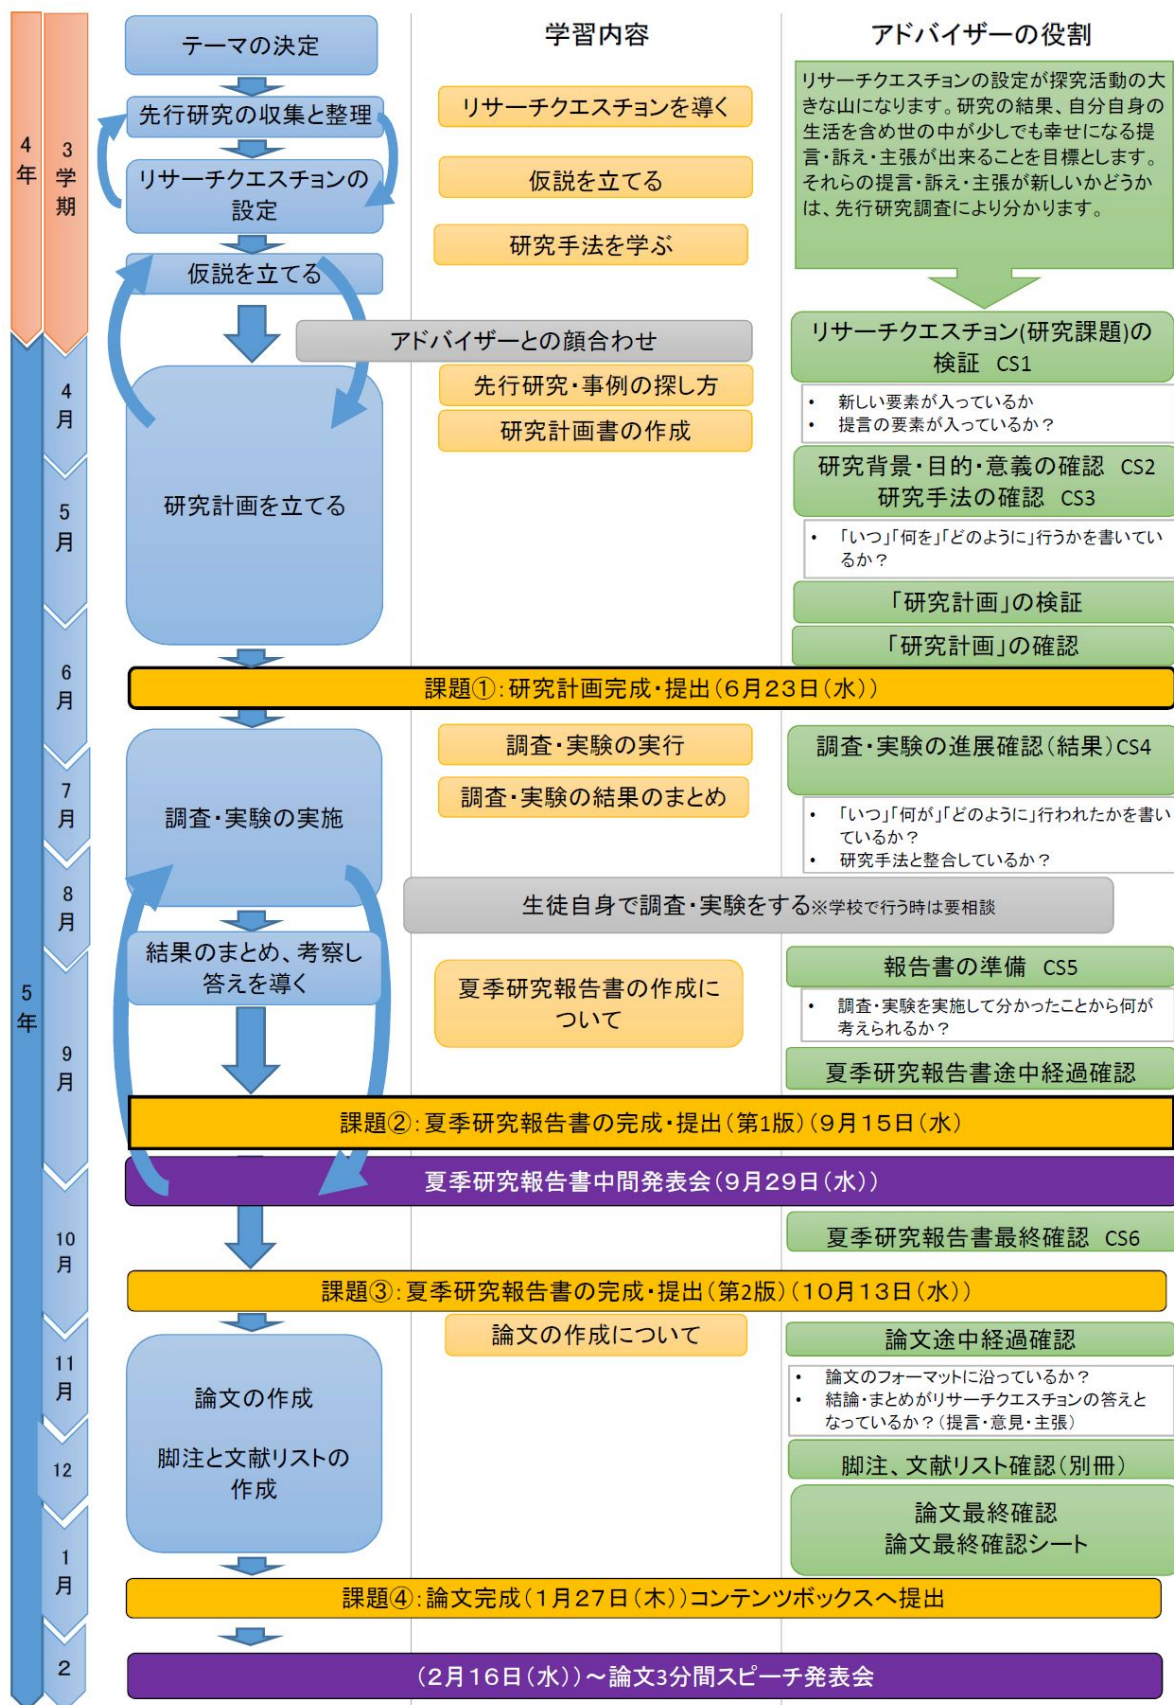 4
年
3
学
期
テーマの決定
学習内容
アドバイザーの役割
先行研究の収集と整理
リサーチクエスチョンの
設定
仮説を立てる
リサーチクエスチョンを導く
仮説を立てる
研究手法を学ぶ
リサーチクエスチョンの設定が探究活動の大
きな山になります。研究の結果、自分自身の
生活を含め世の中が少しでも幸せになる提
言・訴え・主張が出来ることを目標とします。
それらの提言・訴え・主張が新しいかどうか
は、先行研究調査により分かります。
アドバイザーとの顔合わせ
リサーチクエスチョン(研究課題)の
検証 CS1
・ 新しい要素が入っているか
・ 提言の要素が入っているか?
5
年
4
月
5
月
6
月
研究計画を立てる
先行研究・事例の探し方
研究計画書の作成
研究背景・目的・意義の確認 CS2
研究手法の確認 CS3
・ 「いつ」「何を」「どのように」行うかを書いてい
るか?
「研究計画」の検証
「研究計画」の確認
課題①:研究計画完成・提出(6月23日(水))
7
月
8
月
調査・実験の実施
調査・実験の実行
調査・実験の結果のまとめ
調査・実験の進展確認(結果)CS4
・ 「いつ」「何が」「どのように」行われたかを書い
ているか?
・ 研究手法と整合しているか?
生徒自身で調査・実験をする※学校で行う時は要相談
9
月
結果のまとめ、考察し
答えを導く
夏季研究報告書の作成に
ついて
報告書の準備 CS5
・ 調査・実験を実施して分かったことから何が
考えられるか?
夏季研究報告書途中経過確認
課題②:夏季研究報告書の完成・提出(第1版)(9月15日(水)
夏季研究報告書中間発表会(9月29日(水))
10
月
夏季研究報告書最終確認 CS6
課題③:夏季研究報告書の完成・提出(第2版)(10月13日(水))
11
月
12
1
月
論文の作成
脚注と文献リストの
作成
論文の作成について
論文途中経過確認
・ 論文のフォーマットに沿っているか?
・ 結論・まとめがリサーチクエスチョンの答えと
なっているか?(提言・意見・主張)
脚注、文献リスト確認(別冊)
論文最終確認
論文最終確認シート
課題④:論文完成(1月27日(木))コンテンツボックスへ提出
2
(2月16日(水))～論文3分間スピーチ発表会